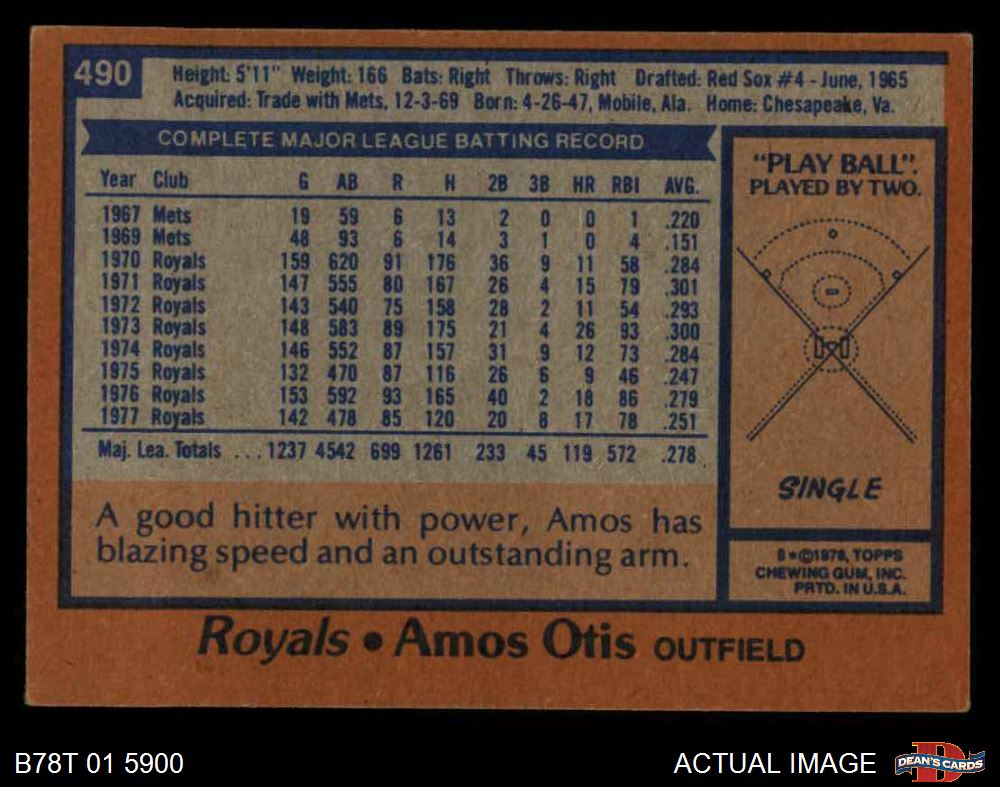 490
Height: 5'11" Weight: 166 Bats: Right Throws: Right Drafted: Red Sox #4 - June, 1965
Acquired: Trade with Mets, 12-3-69 Born: 4-26-47, Mobile, Ala. Home: Chesapeake, Va.
COMPLETE MAJOR LEAGUE BATTING RECORD
Year Club G AB R H 2B 3B HR RBI AVG.
1967 Mets 19 59 6 13 2 0 0 1 .220
1969 Mets 48 93 6 14 3 1 0 4 .151
1970 Royals 159 620 91 176 36 9 11 58 .284
1971 Royals 147 555 80 167 26 4 15 79 .301
1972 Royals 143 540 75 158 28 2 11 54 .293
1973 Royals 148 583 89 175 21 4 26 93 .300
1974 Royals 146 552 87 157 31 9 12 73 .284
1975 Royals 132 470 87 116 26 6 9 46 .247
1976 Royals 153 592 93 165 40 2 18 86 .279
1977 Royals 142 478 85 120 20 8 17 78 .251
Maj. Lea. Totals ...1237 4542 699 1261 233 45 119 572 .278
A good hitter with power, Amos has
blazing speed and an outstanding arm.
"PLAY BALL".
PLAYED BY TWO.
SINGLE
©1978, TOPPS
CHEWING GUM, INC.
PRTD. IN U.S.A.
Royals • Amos Otis OUTFIELD
B78T 01 5900
ACTUAL IMAGE
D
DEAN'S CARDS